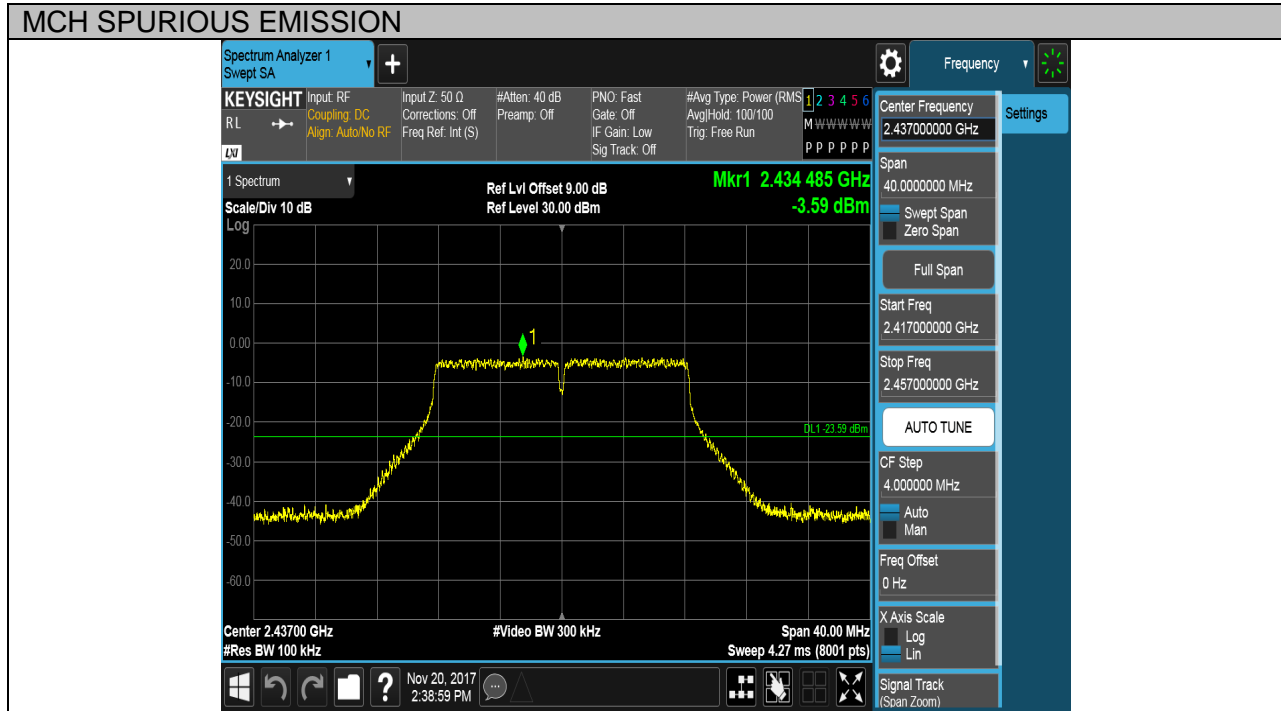 MCH SPURIOUS EMISSION
Spectrum Analyzer 1
Swept SA
+
Frequency
KEYSIGHT
RL
LXI
Input: RF
Coupling: DC
Align: Auto/No RF
Input Z: 50 Ω
Corrections: Off
Freq Ref: Int (S)
#Atten: 40 dB
Preamp: Off
PNO: Fast
Gate: Off
IF Gain: Low
Sig Track: Off
#Avg Type: Power (RMS
Avg|Hold: 100/100
Trig: Free Run
1 2 3 4 5 6
M W W W W W
P P P P P P
1 Spectrum
Scale/Div 10 dB
Log
Ref Lvl Offset 9.00 dB
Ref Level 30.00 dBm
Mkr1 2.434 485 GHz
-3.59 dBm
20.0
10.0
0.00
-10.0
-20.0
-30.0
-40.0
-50.0
-60.0
1
DL1 -23.59 dBm
Center 2.43700 GHz
#Res BW 100 kHz
#Video BW 300 kHz
Span 40.00 MHz
Sweep 4.27 ms (8001 pts)
?
Nov 20, 2017
2:38:59 PM
Center Frequency
2.437000000 GHz
Span
40.0000000 MHz
Swept Span
Zero Span
Full Span
Start Freq
2.417000000 GHz
Stop Freq
2.457000000 GHz
AUTO TUNE
CF Step
4.000000 MHz
Auto
Man
Freq Offset
0 Hz
X Axis Scale
Log
Lin
Signal Track
(Span Zoom)
Settings